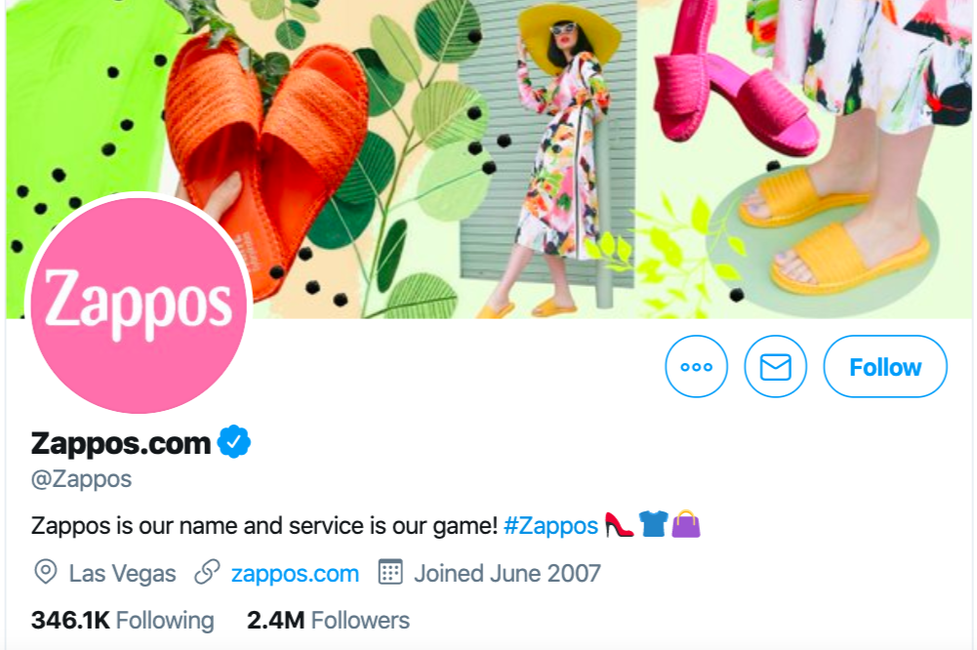 Zappos
Follow
Zappos.com
@Zappos
Zappos is our name and service is our game! #Zappos
Las Vegas zappos.com Joined June 2007
346.1K Following 2.4M Followers